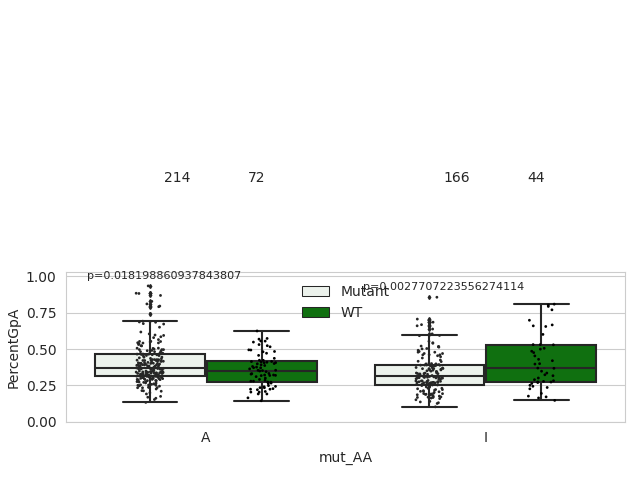 214 72 166 44
p=0.018198860937843807
p=0.0027707223556274114
Mutant
WT
1.00
0.75
0.50
0.25
0.00
PercentGpA
A I
mut_AA